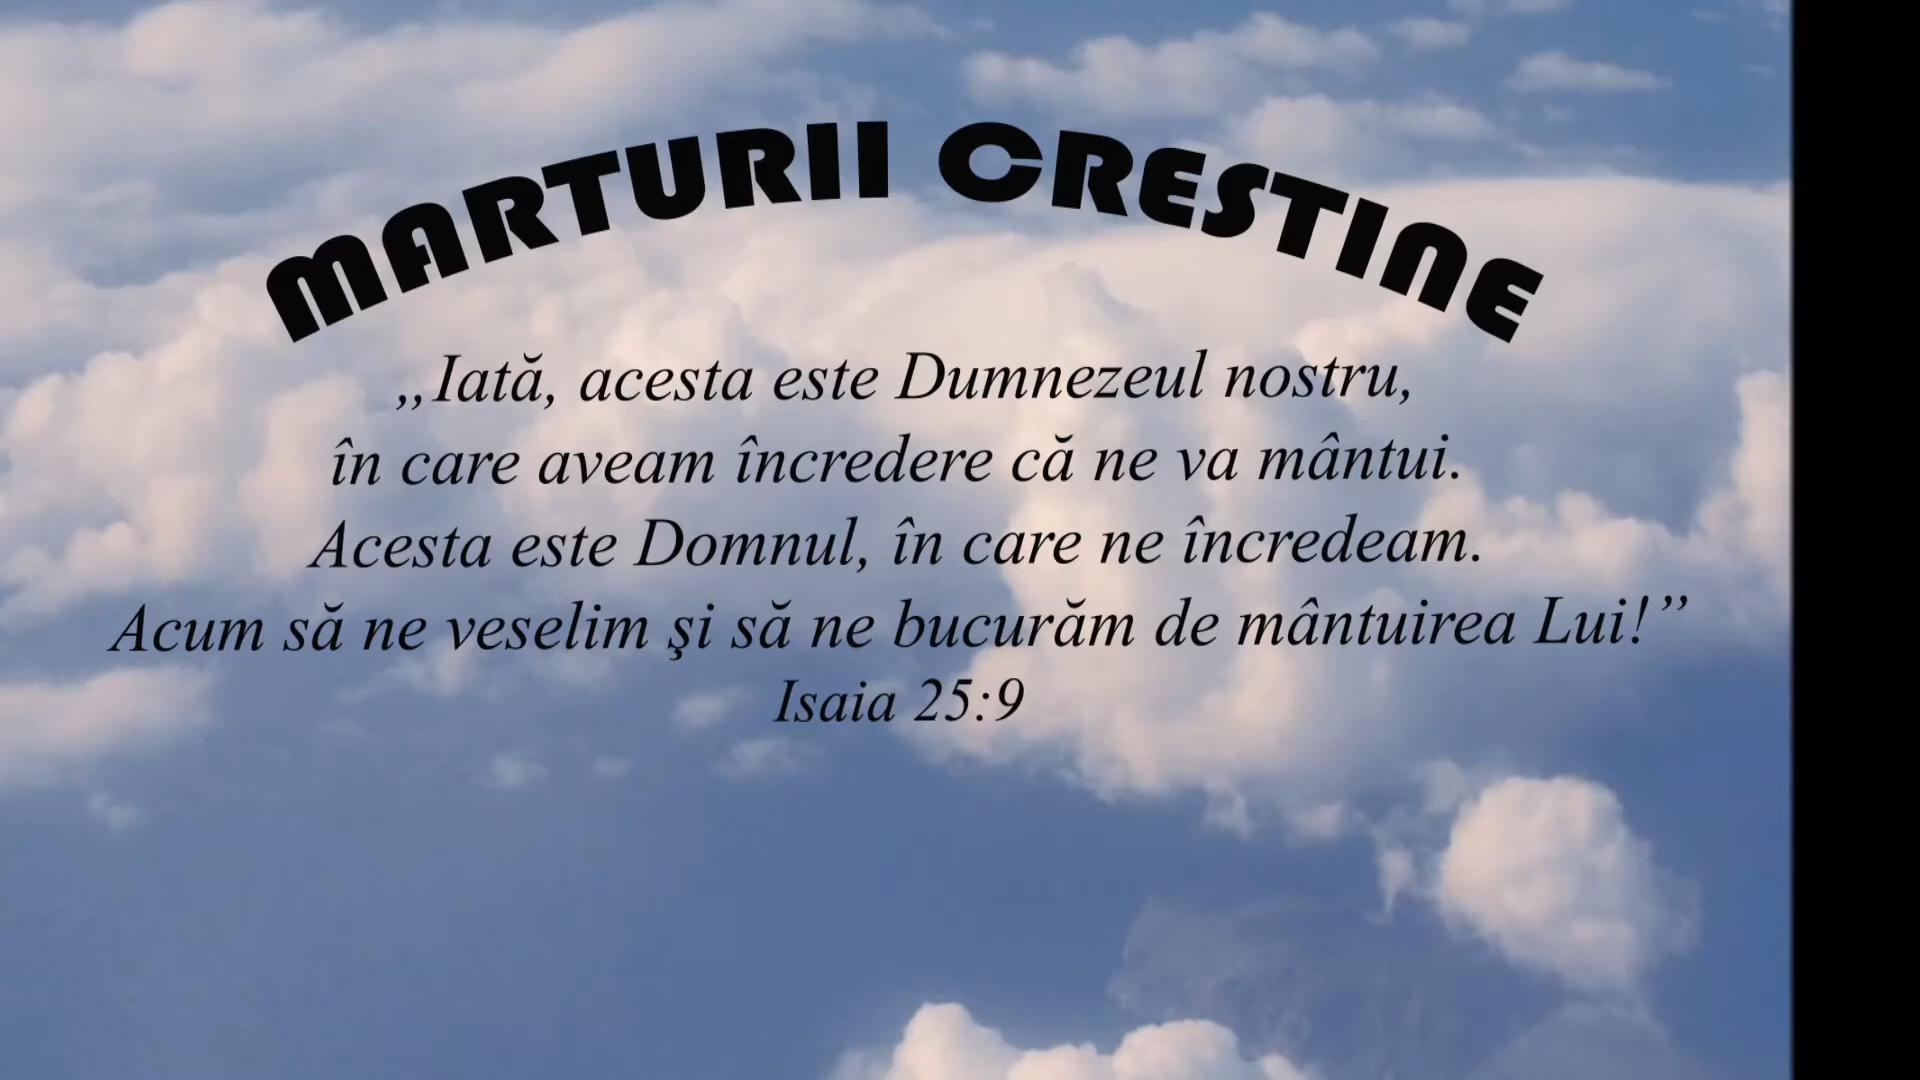 MARTURII CRESTINE
,,Iată, acesta este Dumnezeul nostru,
în care aveam încredere că ne va mântui.
Acesta este Domnul, în care ne încredeam.
Acum să ne veselim şi să ne bucurăm de mântuirea Lui!”
Isaia 25:9